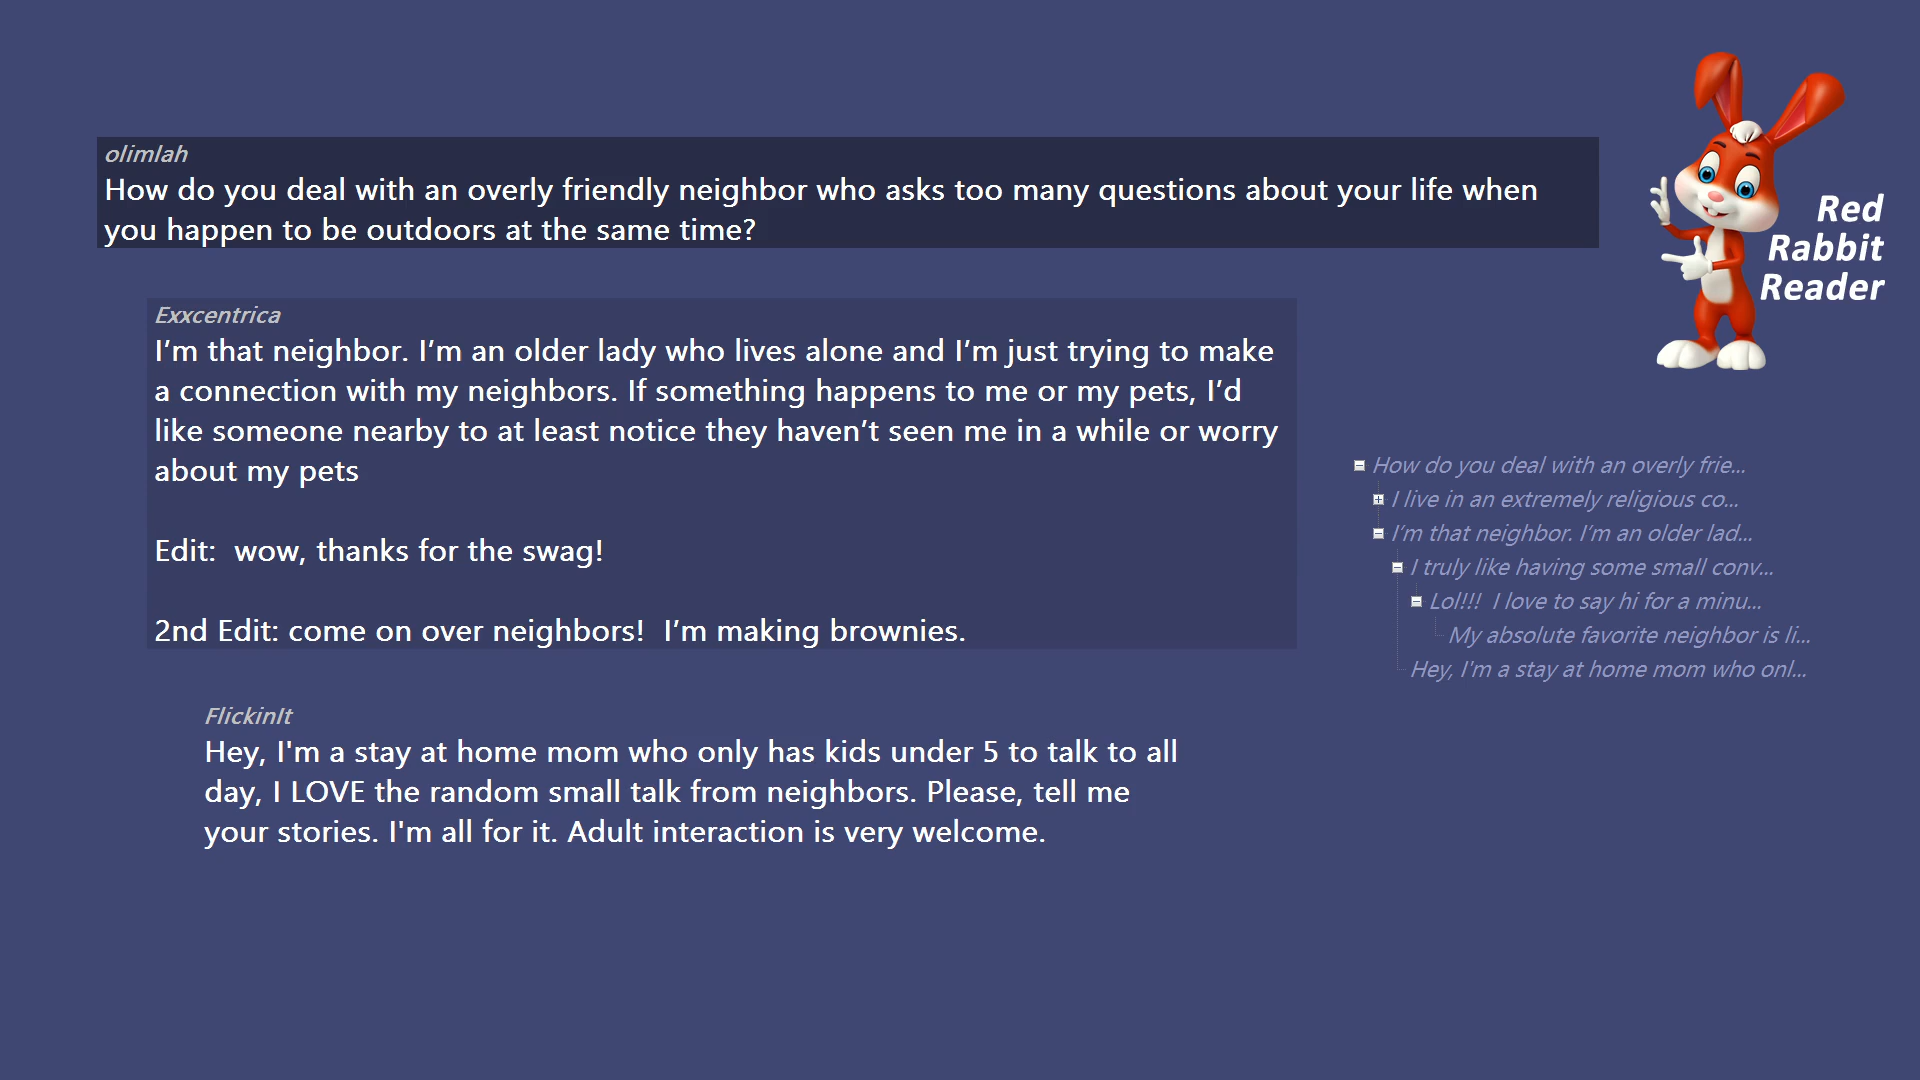 olimlah
How do you deal with an overly friendly neighbor who asks too many questions about your life when
you happen to be outdoors at the same time?
Exxcentrica
I’m that neighbor. I’m an older lady who lives alone and I’m just trying to make
a connection with my neighbors. If something happens to me or my pets, I’d
like someone nearby to at least notice they haven’t seen me in a while or worry
about my pets
Edit:  wow, thanks for the swag!
2nd Edit: come on over neighbors!  I’m making brownies.
FlickinIt
Hey, I'm a stay at home mom who only has kids under 5 to talk to all
day, I LOVE the random small talk from neighbors. Please, tell me
your stories. I'm all for it. Adult interaction is very welcome.
Red
Rabbit
Reader
How do you deal with an overly frie...
I live in an extremely religious co...
I’m that neighbor. I’m an older lad...
I truly like having some small conv...
Lol!!!  I love to say hi for a minu...
My absolute favorite neighbor is li...
Hey, I'm a stay at home mom who onl...